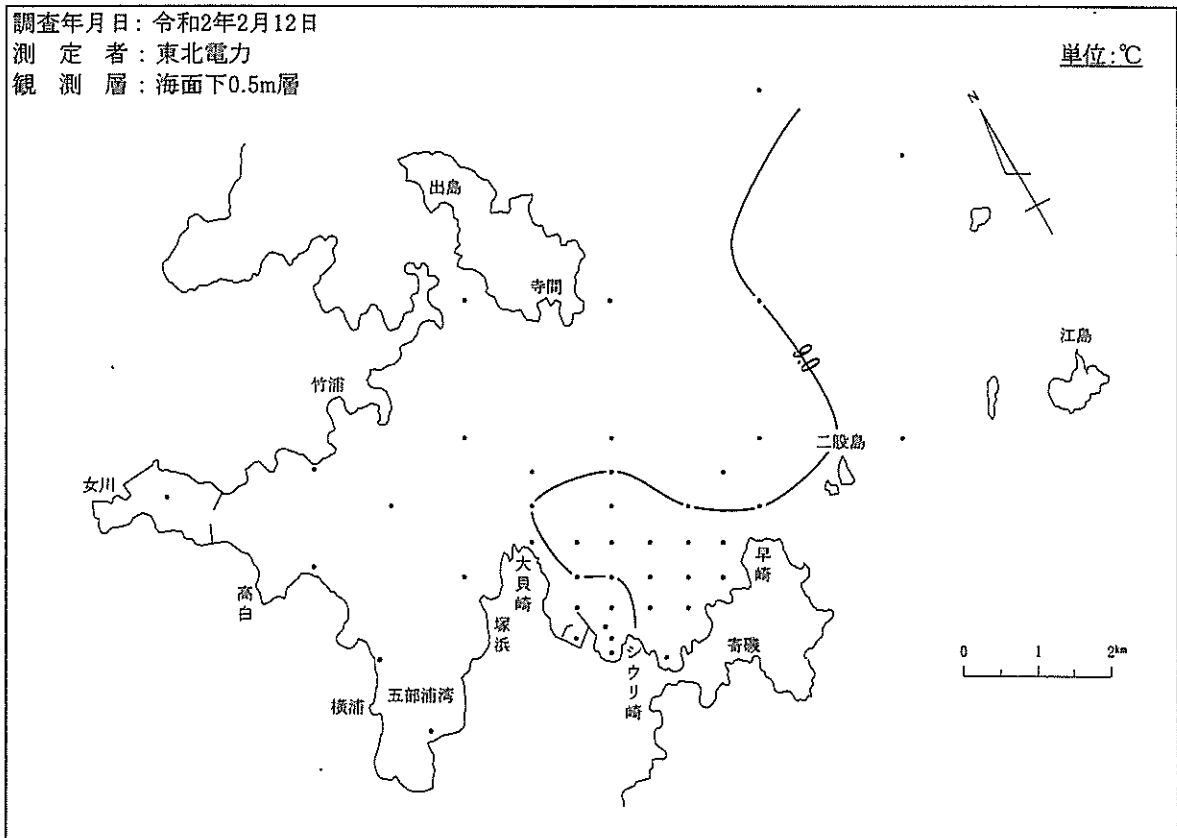 調査年月日：令和2年2月12日
測　定　者：東北電力
観　測　層：海面下0.5m層
単位：℃
N
出島
寺間
江島
竹浦
二股島
女川
大貝崎
早崎
高白
塚浜
シウリ崎
寄磯
0 1 2km
五部浦湾
横浦